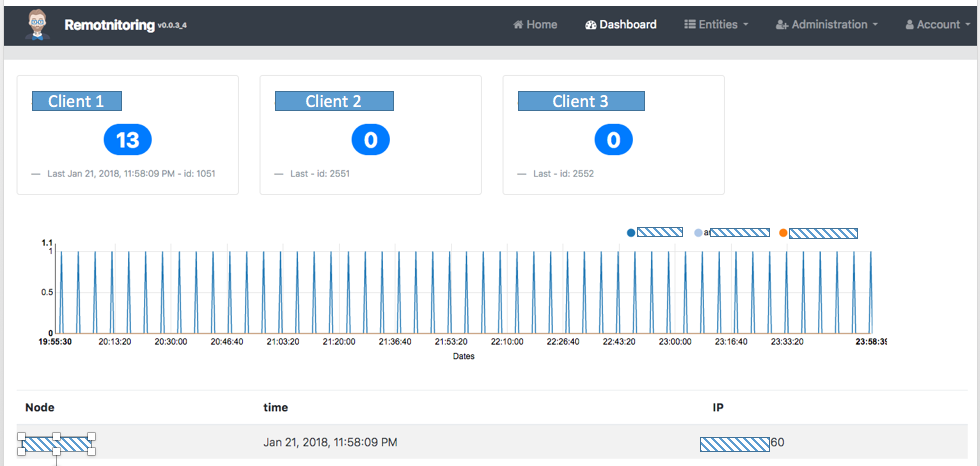 Remotnitoring v0.0.3_4 Home Dashboard Entities Administration Account
Client 1 Client 2 Client 3
13 0 0
— Last Jan 21, 2018, 11:58:09 PM - id: 1051 — Last - id: 2551 — Last - id: 2552
a
1.1
1
0.5
0
19:55:30 20:13:20 20:30:00 20:46:40 21:03:20 21:20:00 21:36:40 21:53:20 22:10:00 22:26:40 22:43:20 23:00:00 23:16:40 23:33:20 23:58:39
Dates
Node time IP
Jan 21, 2018, 11:58:09 PM 60